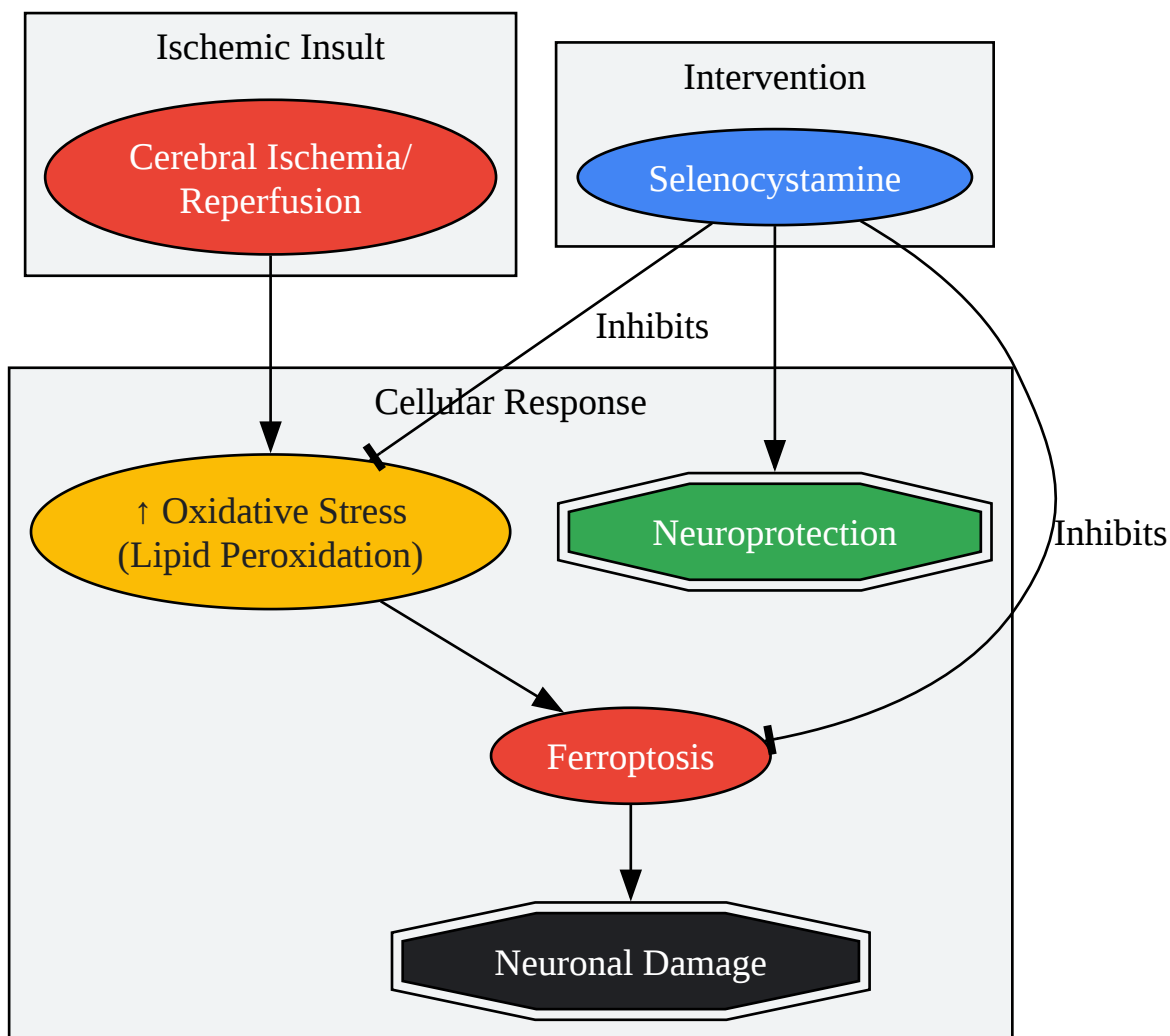 Ischemic Insult
Intervention
Cerebral Ischemia/
Reperfusion
Selenocystamine
Inhibits
Cellular Response
↑ Oxidative Stress
(Lipid Peroxidation)
Neuroprotection
Inhibits
Ferroptosis
Neuronal Damage